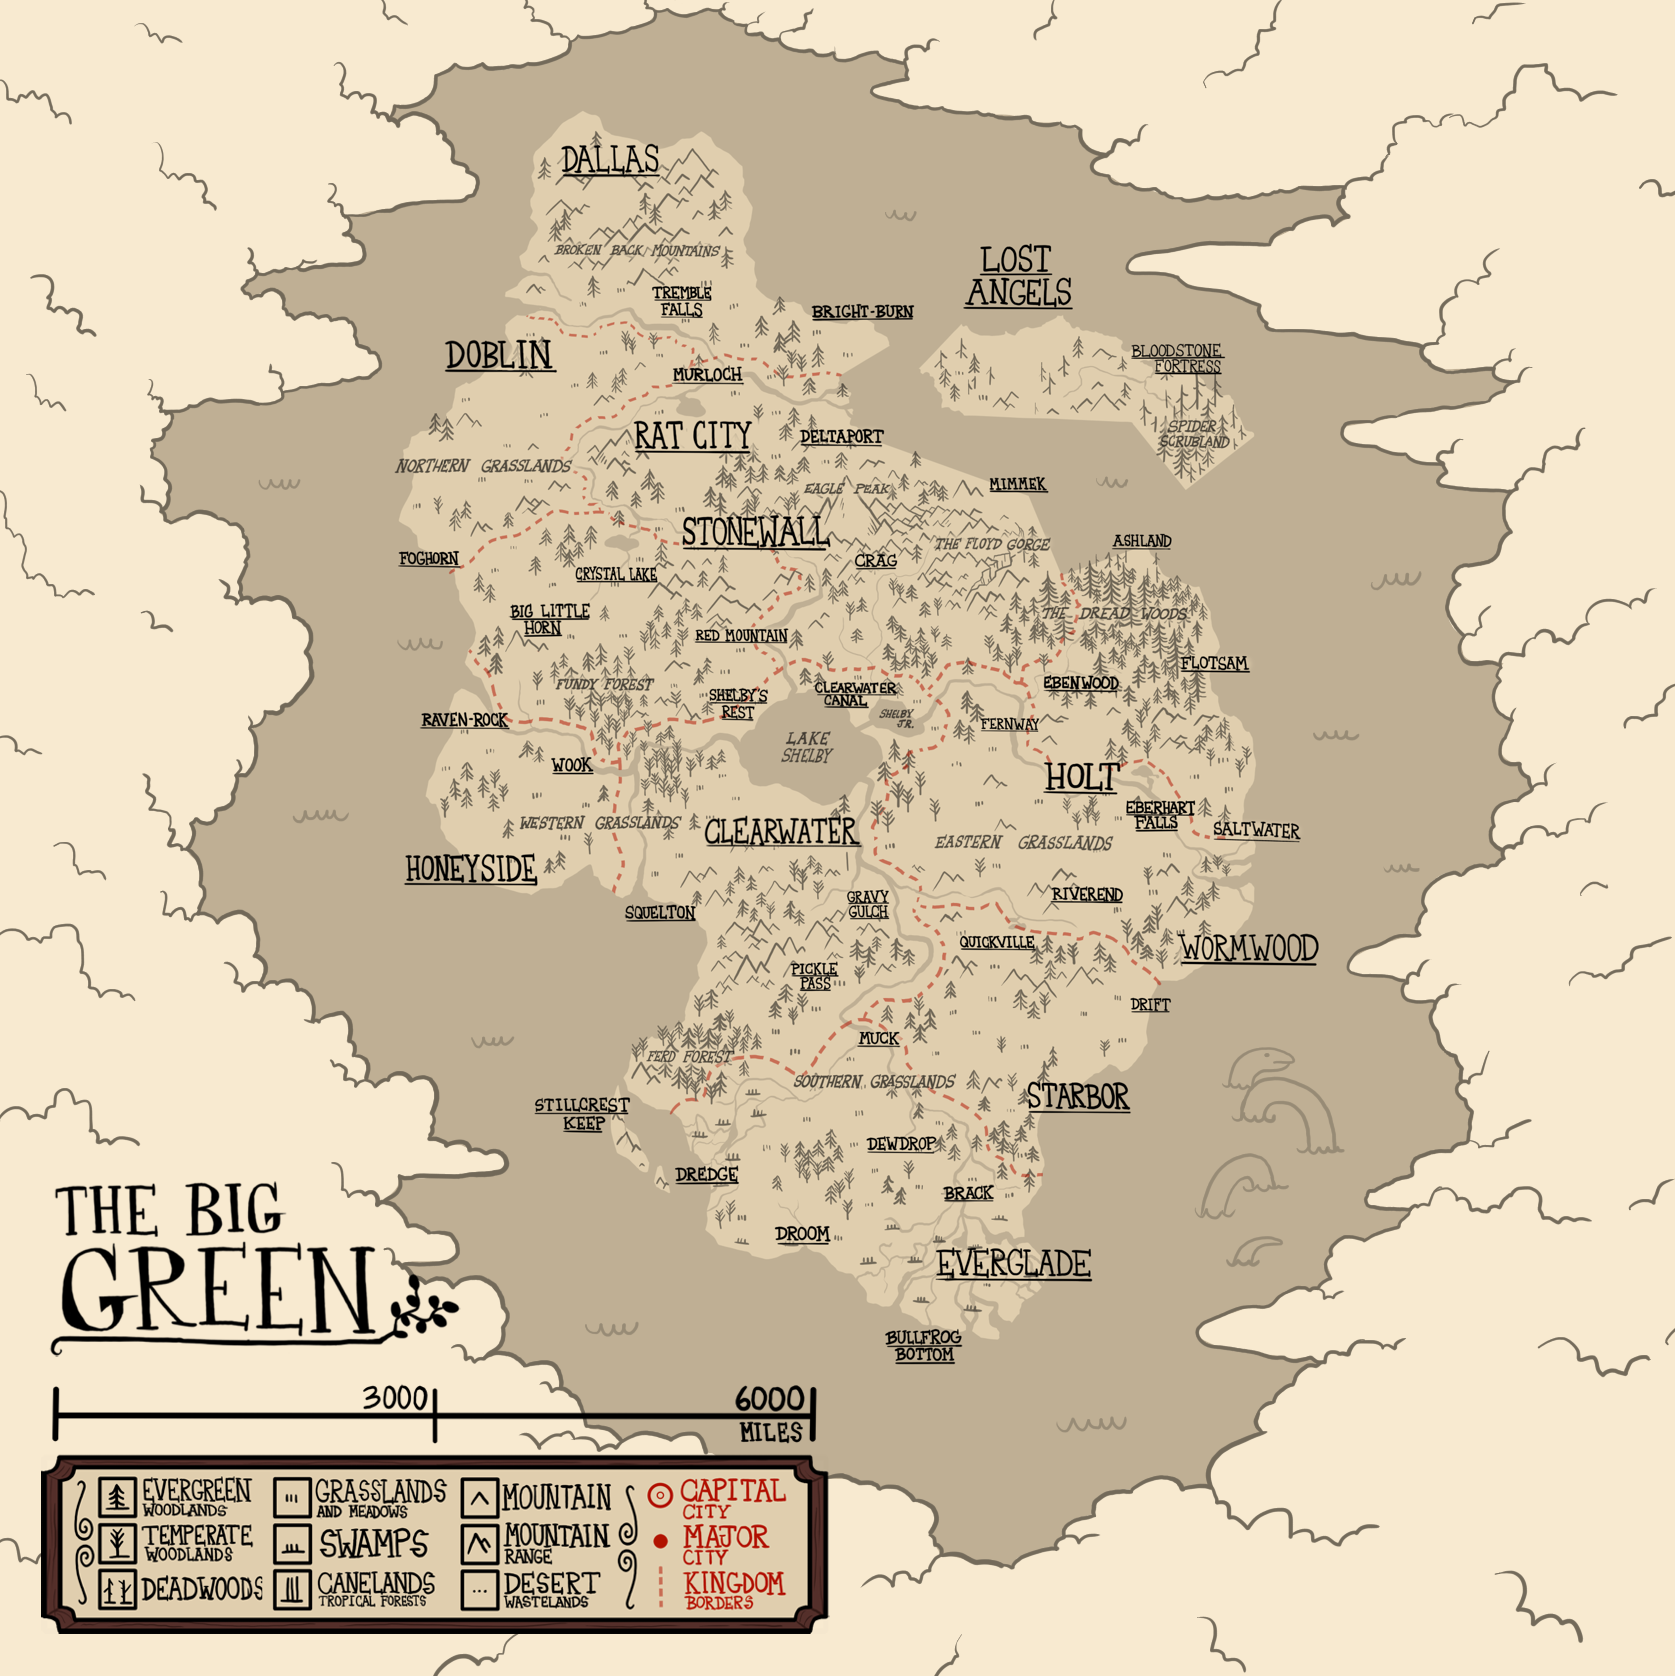 DALLAS
BROKEN BACK MOUNTAINS
TREMBLE
FALLS
BRIGHT-BURN
LOST
ANGELS
DOBLIN
MURLOCH
BLOODSTONE
FORTRESS
RAT CITY
DELTAPORT
SPIDER
SCRUBLAND
NORTHERN GRASSLANDS
EAGLE PEAK
MIMMEK
STONEWALL
FOGHORN
CRAG
THE FLOYD GORGE
ASHLAND
CRYSTAL LAKE
BIG LITTLE
HORN
RED MOUNTAIN
THE DREAD WOODS
FLOTSAM
FUNDY FOREST
SHELBY'S
REST
CLEARWATER
CANAL
EBENWOOD
RAVEN-ROCK
SHELBY
JR.
FERNWAY
LAKE
SHELBY
WOOK
HOLT
WESTERN GRASSLANDS
CLEARWATER
EBERHART
FALLS
SALTWATER
EASTERN GRASSLANDS
HONEYSIDE
SQUELTON
GRAVY
GULCH
RIVEREND
QUICKVILLE
WORMWOOD
PICKLE
PASS
DRIFT
MUCK
FERD FOREST
SOUTHERN GRASSLANDS
STARBOR
STILLCREST
KEEP
DEWDROP
DREDGE
BRACK
DROOM
EVERGLADE
BULLFROG
BOTTOM
THE BIG
GREEN
3000
6000
MILES
EVERGREEN
WOODLANDS
TEMPERATE
WOODLANDS
DEADWOODS
GRASSLANDS
AND MEADOWS
SWAMPS
CANELANDS
TROPICAL FORESTS
MOUNTAIN
MOUNTAIN
RANGE
DESERT
WASTELANDS
CAPITAL
CITY
MAJOR
CITY
KINGDOM
BORDERS